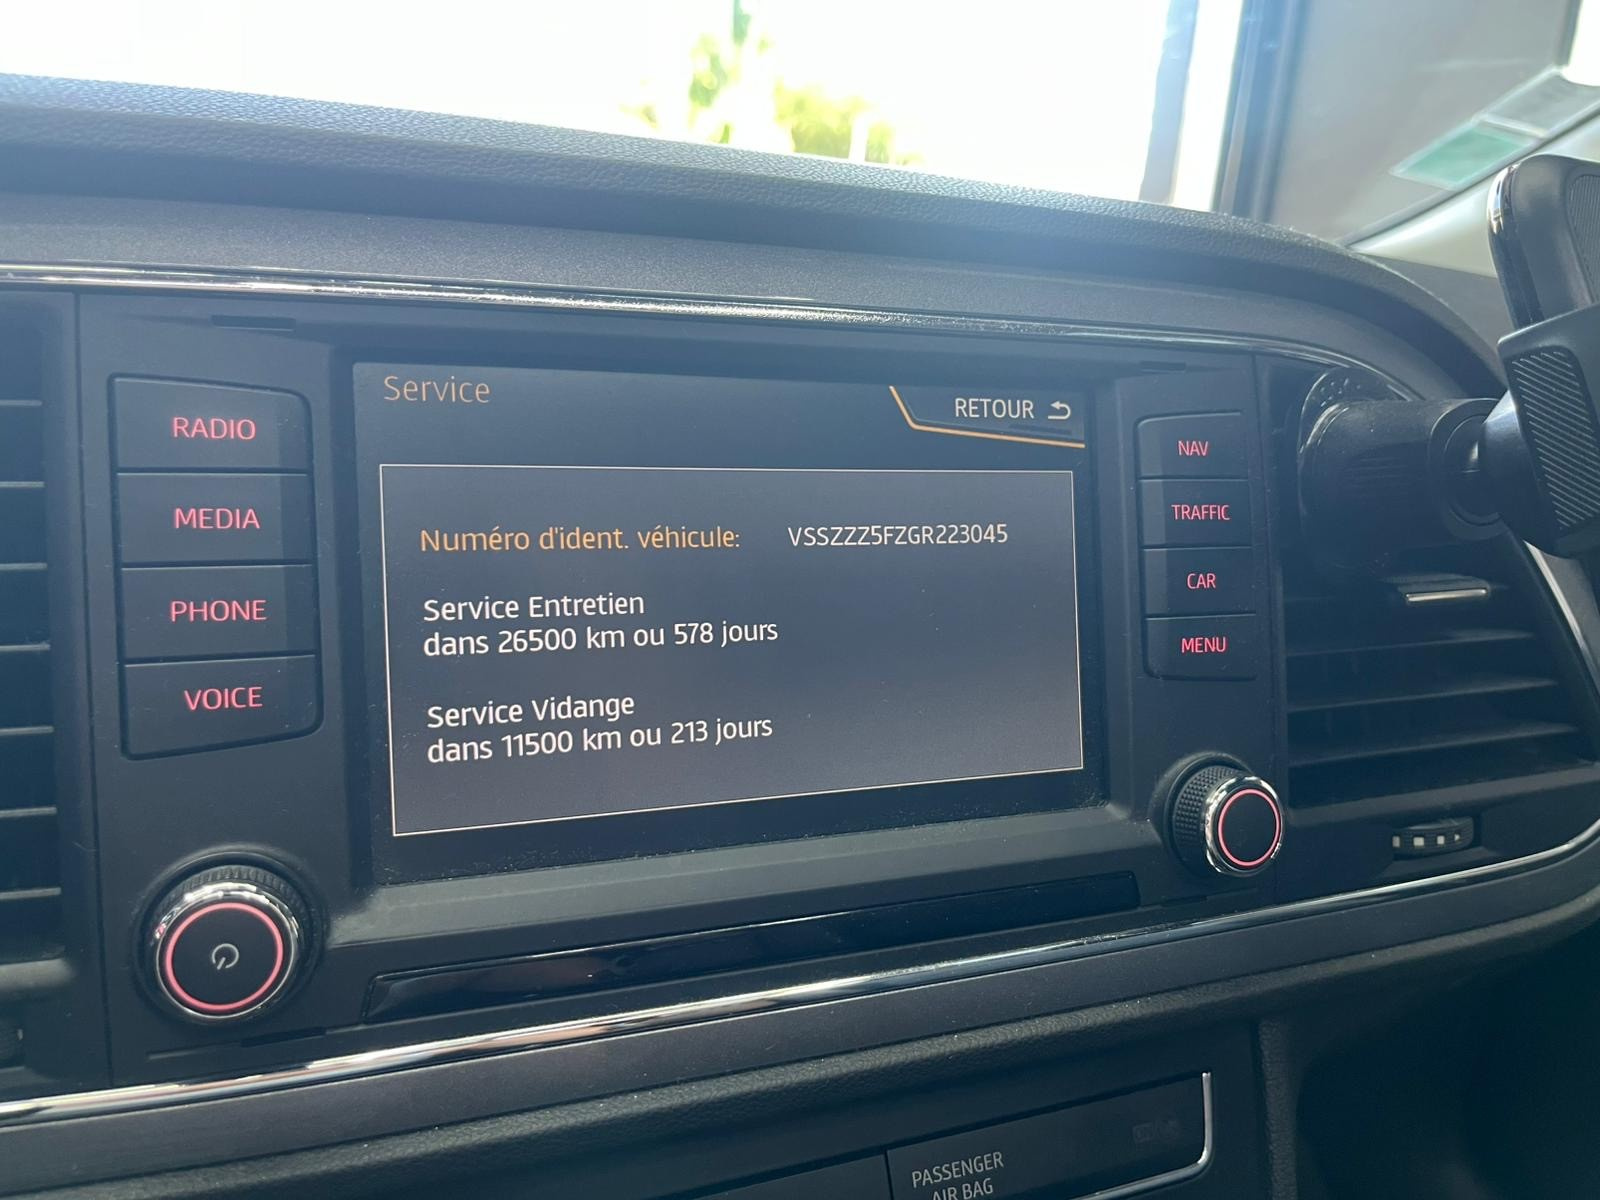 Service
RETOUR
RADIO
MEDIA
PHONE
VOICE
Numéro d'ident. véhicule: VSSZZZ5FZGR223045
Service Entretien
dans 26500 km ou 578 jours
Service Vidange
dans 11500 km ou 213 jours
NAV
TRAFFIC
CAR
MENU
PASSENGER
AIR BAG